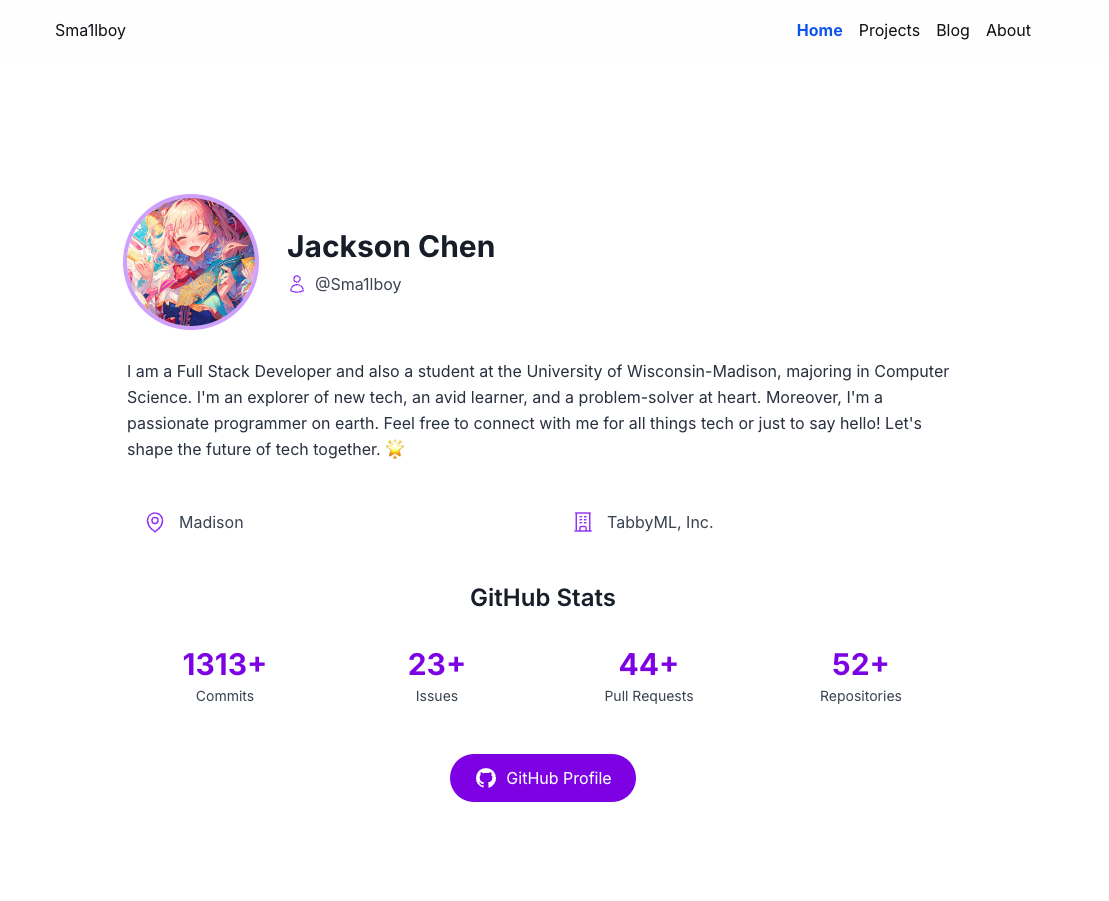 Sma1lboy
Home Projects Blog About
Jackson Chen
@Sma1lboy
I am a Full Stack Developer and also a student at the University of Wisconsin-Madison, majoring in Computer
Science. I'm an explorer of new tech, an avid learner, and a problem-solver at heart. Moreover, I'm a
passionate programmer on earth. Feel free to connect with me for all things tech or just to say hello! Let's
shape the future of tech together. 🌟
Madison
TabbyML, Inc.
GitHub Stats
1313+ 23+ 44+ 52+
Commits Issues Pull Requests Repositories
GitHub Profile